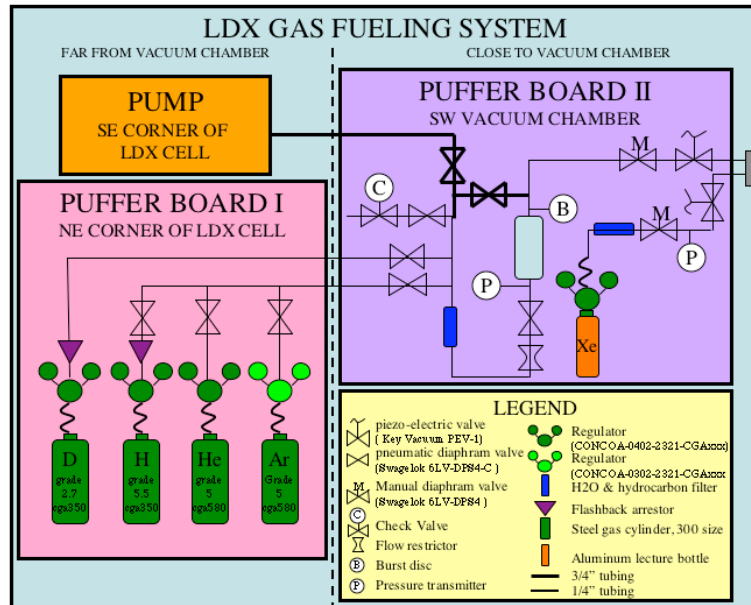 LDX GAS FUELING SYSTEM
FAR FROM VACUUM CHAMBER
CLOSE TO VACUUM CHAMBER
PUMP
SE CORNER OF
LDX CELL
PUFFER BOARD II
SW VACUUM CHAMBER
M
C
B
M
P
P
Xe
PUFFER BOARD I
NE CORNER OF LDX CELL
D
grade
2.7
cga350
H
grade
5.5
cga350
He
grade
5
cga580
Ar
Grade
5
cga580
LEGEND
piezo-electric valve
( Key Vacuum PEV-1)
pneumatic diaphram valve
(Swagelok 6LV-DPS4-C )
M
Manual diaphram valve
(Swagelok 6LV-DPS4 )
C
Check Valve
Flow restrictor
B
Burst disc
P
Pressure transmitter
Regulator
(CONCOA-0402-2321-CGAxxx)
Regulator
(CONCOA-0302-2321-CGAxxx
H2O & hydrocarbon filter
Flashback arrestor
Steel gas cylinder, 300 size
Aluminum lecture bottle
3/4” tubing
1/4” tubing